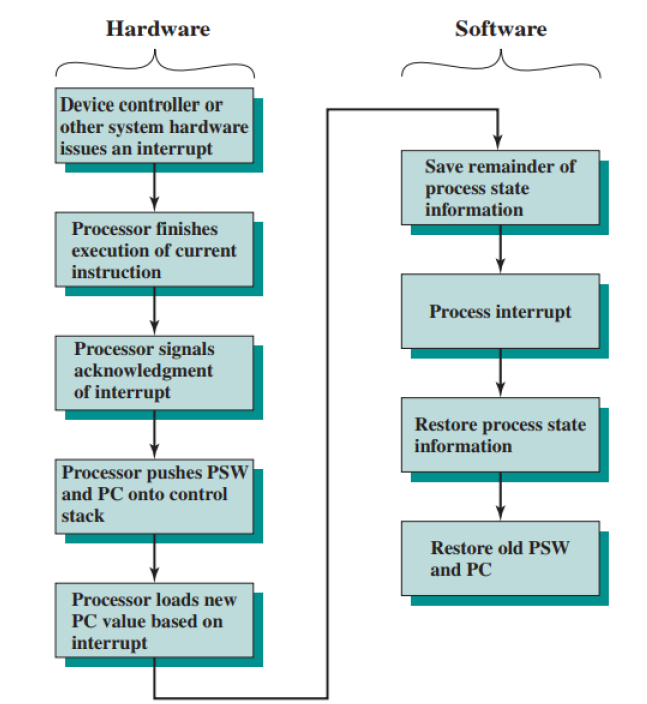 Hardware
Device controller or
other system hardware
issues an interrupt
Processor finishes
execution of current
instruction
Processor signals
acknowledgment
of interrupt
Processor pushes PSW
and PC onto control
stack
Processor loads new
PC value based on
interrupt
Software
Save remainder of
process state
information
Process interrupt
Restore process state
information
Restore old PSW
and PC